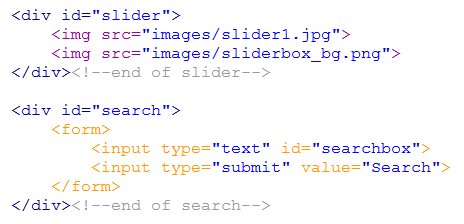 <div id="slider">
    <img src="images/slider1.jpg">
    <img src="images/sliderbox_bg.png">
</div><!--end of slider-->

<div id="search">
    <form>
        <input type="text" id="searchbox">
        <input type="submit" value="Search">
    </form>
</div><!--end of search-->